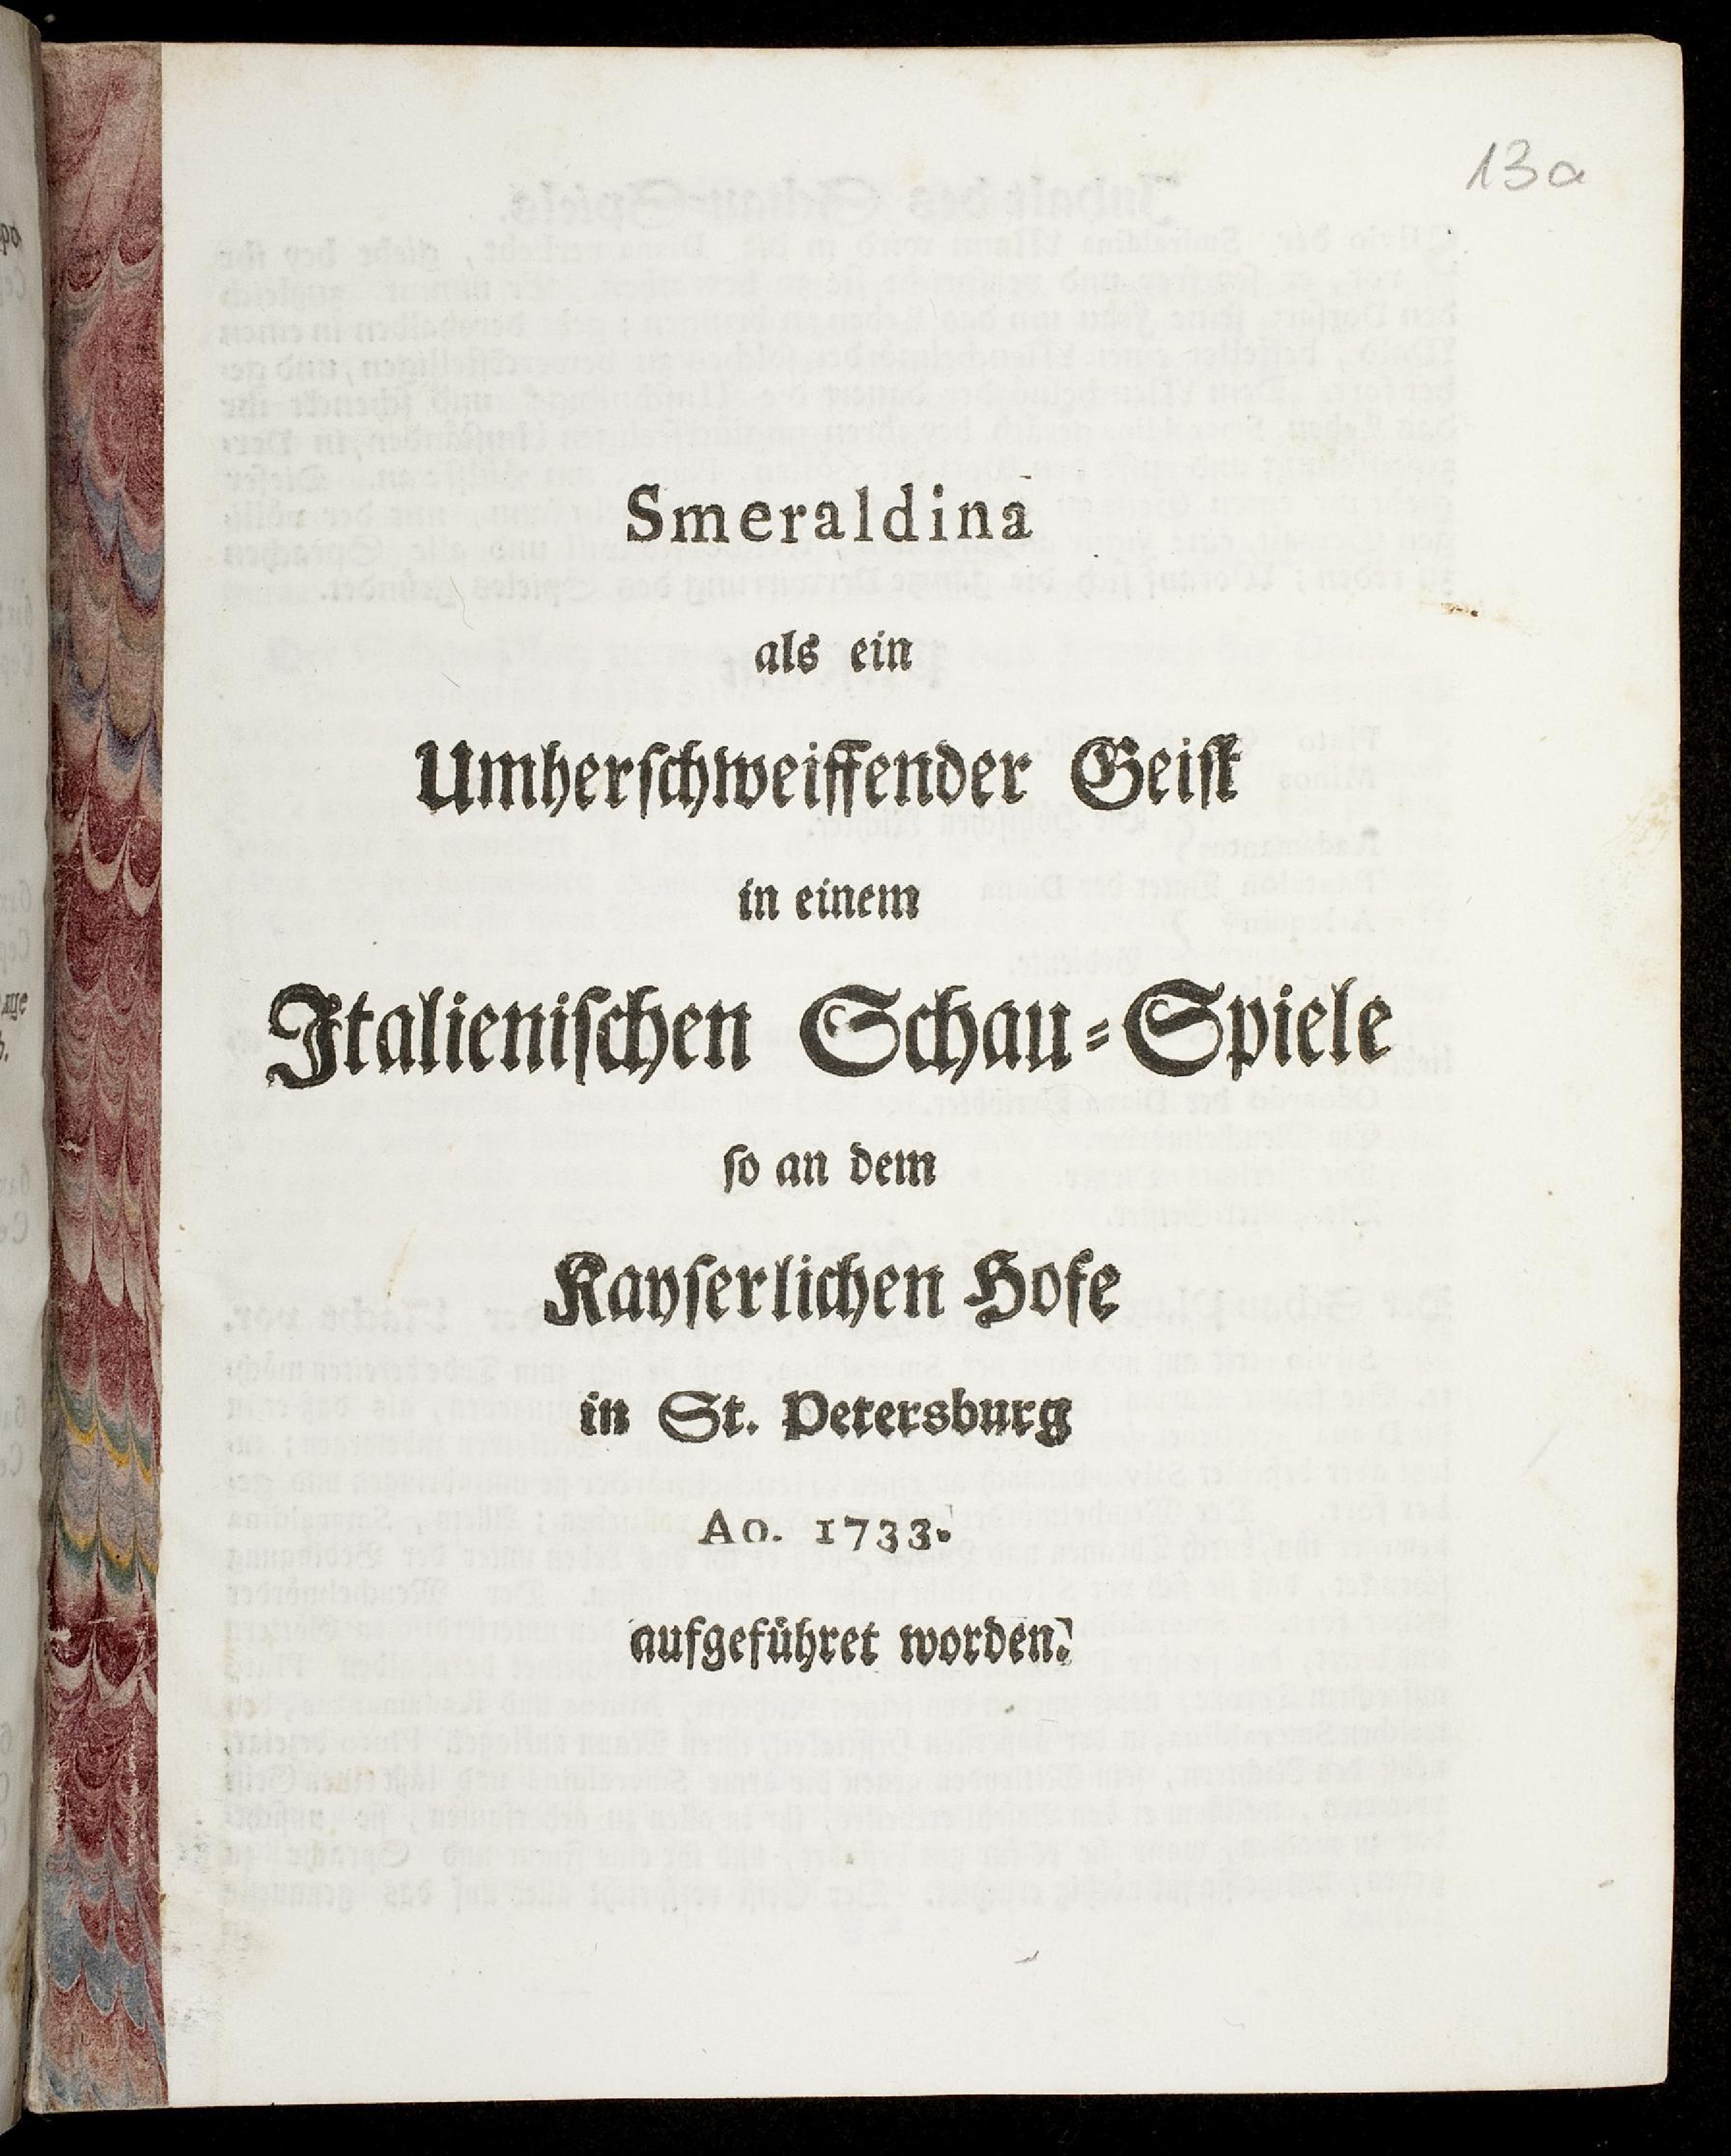 13a
Smeraldina
als ein
Umherſchweiffender Geiſt
in einem
Italieniſchen Schau-Spiele
ſo an dem
Kayſerlichen Hofe
in St. Petersburg
Ao. 1733.
aufgeführet worden.